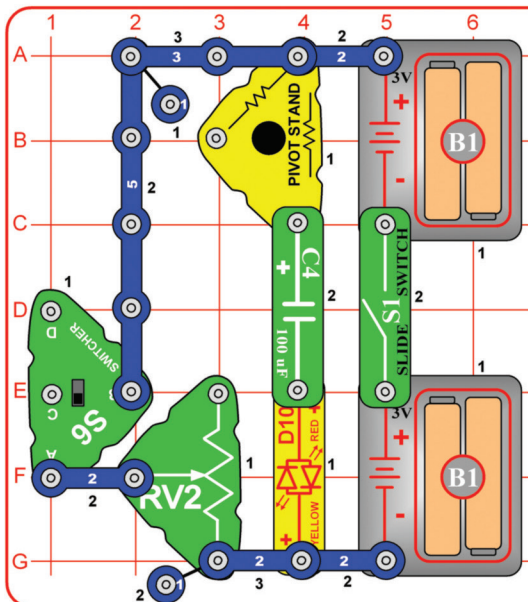 1 2 3 4 5 6
A
3
3
2
2
3V
+
B1
-
1
B
1
PIVOT STAND
1
5
2
C
C4
+
100 uF
2
S1
SLIDE SWITCH
2
1
D
1
D
SWITCHER
B
C
A
S6
1
E
3V
+
B1
-
F
2
2
RV2
1
D10
+
RED
YELLOW
+
1
G
1
2
2
3
2
2